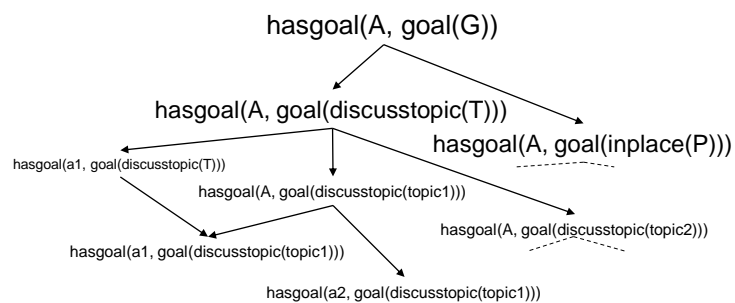 hasgoal(A, goal(G))
hasgoal(A, goal(discusstopic(T)))
hasgoal(A, goal(inplace(P)))
hasgoal(a1, goal(discusstopic(T)))
hasgoal(A, goal(discusstopic(topic1)))
hasgoal(A, goal(discusstopic(topic2)))
hasgoal(a1, goal(discusstopic(topic1)))
hasgoal(a2, goal(discusstopic(topic1)))